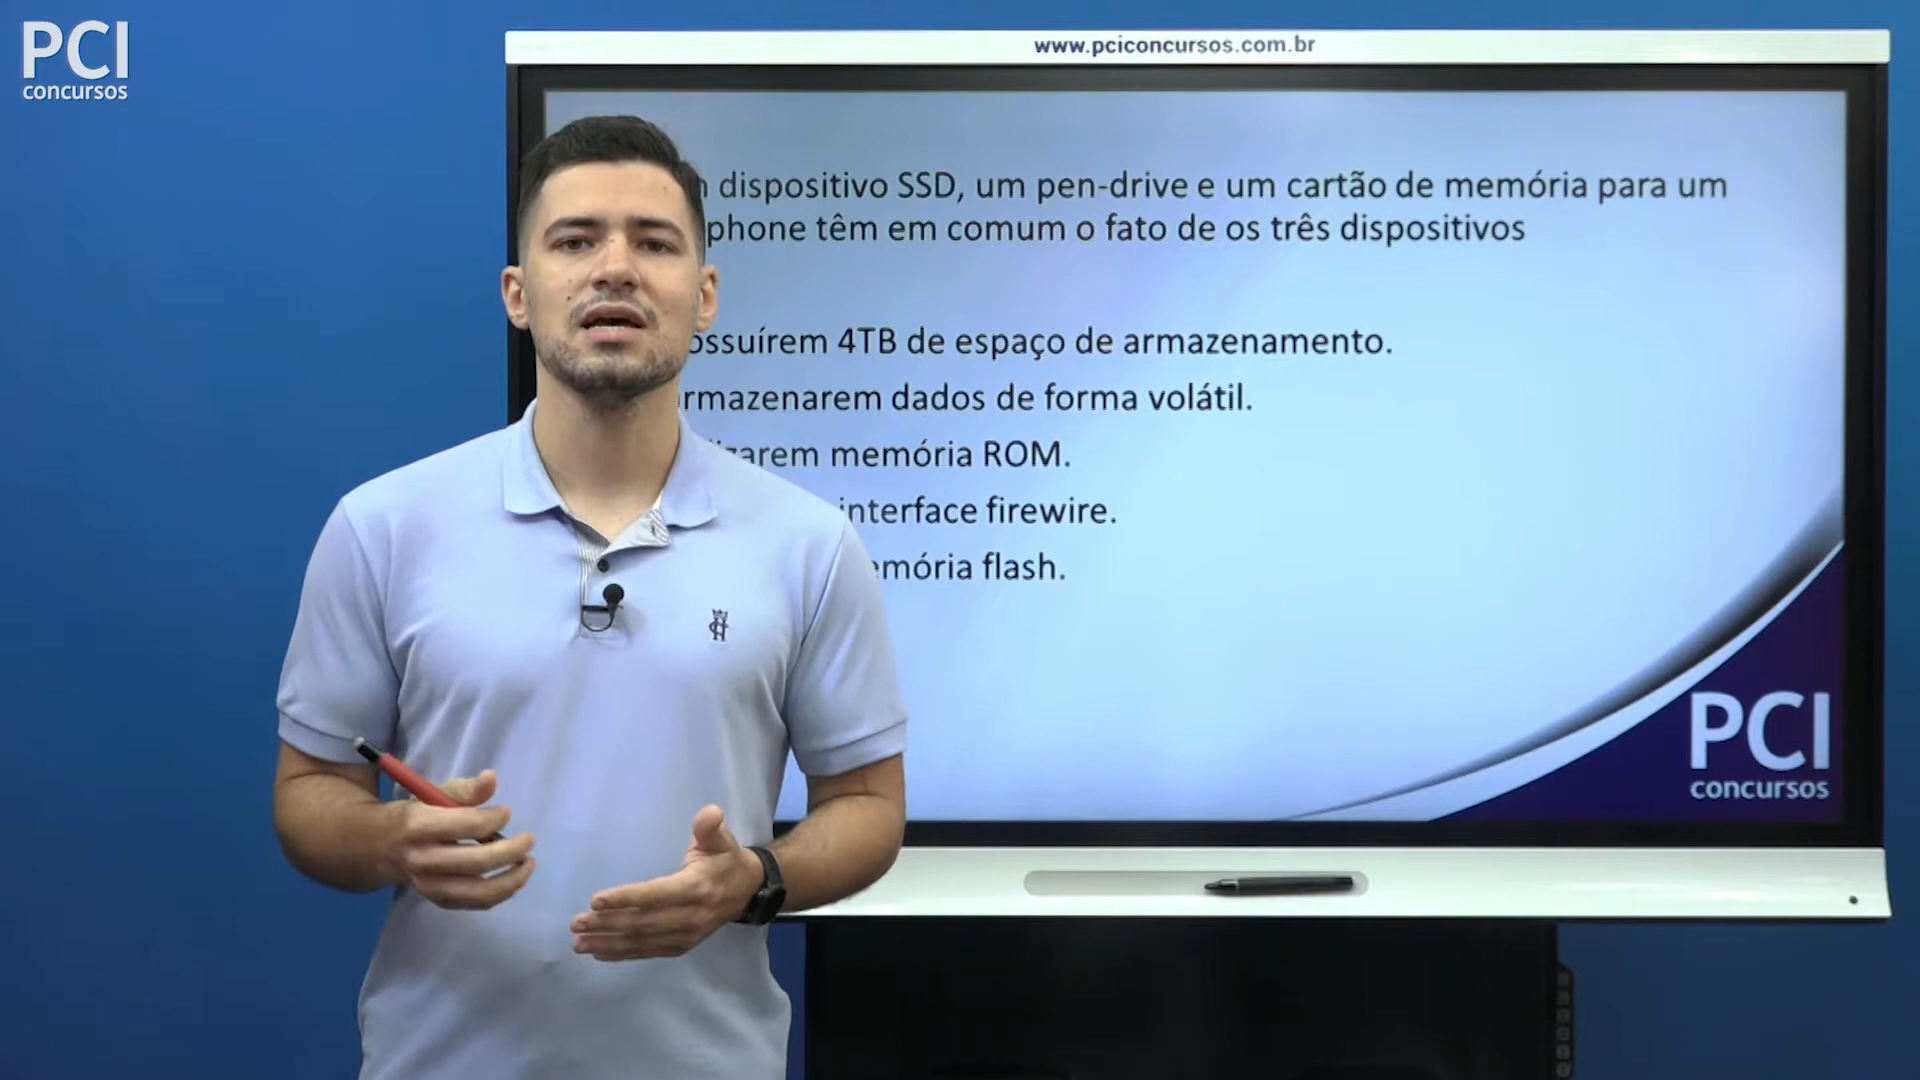 PCI
concursos
www.pciconcursos.com.br
dispositivo SSD, um pen-drive e um cartão de memória para um
phone têm em comum o fato de os três dispositivos
ossuírem 4TB de espaço de armazenamento.
rmazenarem dados de forma volátil.
zarem memória ROM.
interface firewire.
emória flash.
PCI
concursos